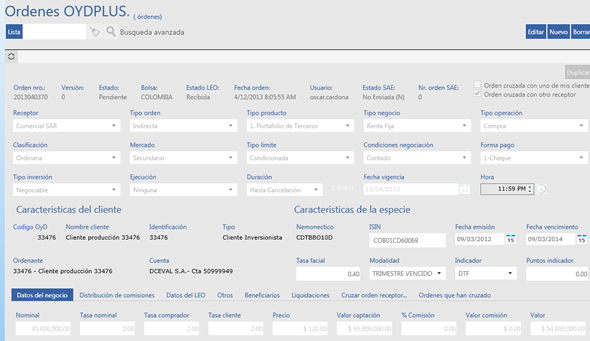 Ordenes OYDPLUS. ( órdenes)
Lista Busqueda avanzada Editar Nuevo Borrar
Duplicar
Orden nro.: Versión: Estado: Bolsa: Estado LEO: Fecha orden: Usuario: Estado SAE: Nr. orden SAE: Orden cruzada con uno de mis cliente
2013040370 0 Pendiente COLOMBIA Recibida 4/12/2013 8:05:55 AM oscar.cardona No Enviada (N) 0 Orden cruzada con otro receptor
Receptor Tipo orden Tipo producto Tipo negocio Tipo operación
Comercial SAR Indirecta 1. Portafolio de Terceros Renta Fija Compra
Clasificación Mercado Tipo límite Condiciones negociación Forma pago
Ordinaria Secundario Condicionada Contado 1-Cheque
Tipo inversión Ejecución Duración Fecha vigencia Hora
Negociable Ninguna Hasta Cancelación 15 11:59 PM
Caracteristicas del cliente Caracteristicas de la especie
Codigo OyD Nombre cliente Identificación Tipo Nemonectico ISIN Fecha emisión Fecha vencimiento
33476 Cliente producción 33476 33476 Cliente Inversionista CDTBBO10D COB01CD60069 09/03/2012 15 09/03/2014 15
Ordenante Cuenta Tasa facial Modalidad Indicador Puntos indicador
33476 - Cliente producción 33476 DCEVAL S.A.- Cta 50999949 0.40 TRIMESTRE VENCIDO DTF 0.00
Datos del negocio Distribución de comisiones Datos del LEO Otros Beneficiarios Liquidaciones Cruzar orden receptor... Ordenes que han cruzado
Nominal Tasa nominal Tasa comprador Tasa cliente Precio Valor captación % Comisión Valor comisión Valor
45,000,000.00 2.00 2.00 2.00 $ 120.00 $ 65,000,000.00 0.00 $ 0.00 $ 54,000,000.00